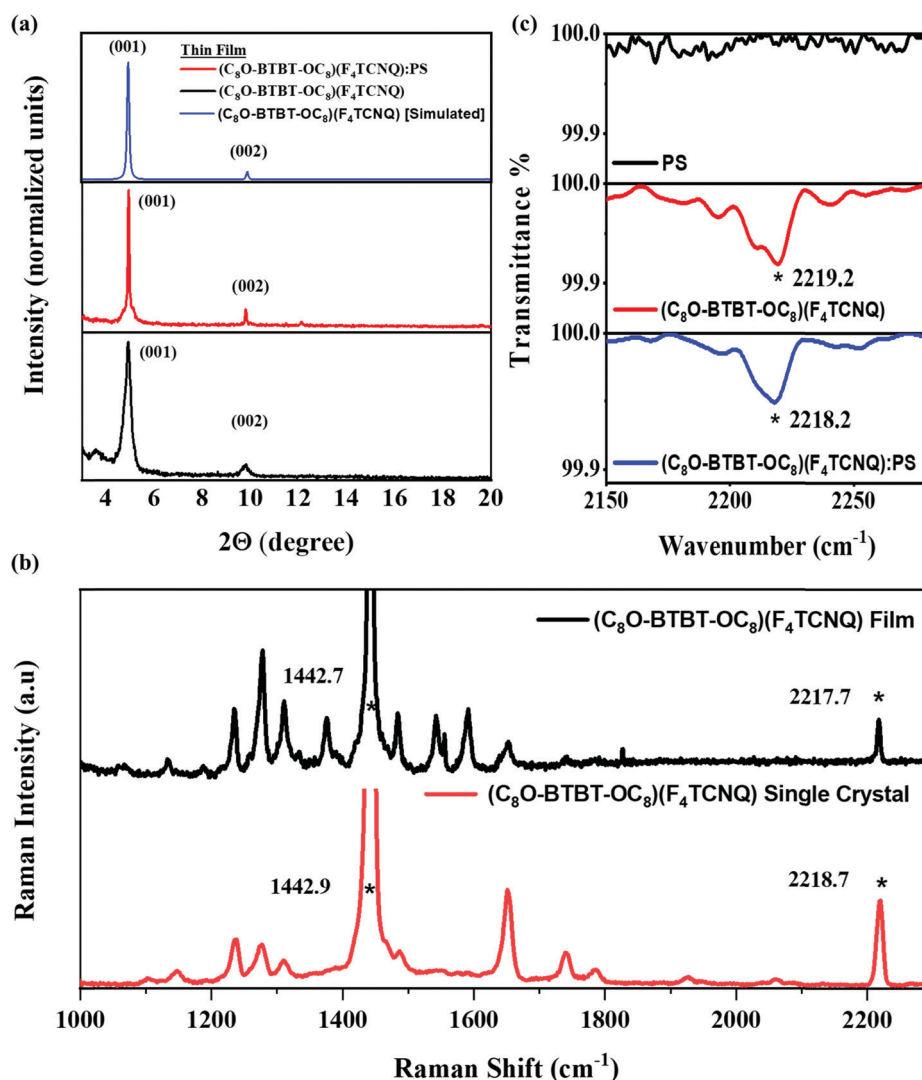 (a)
Intensity (normalized units)
(001)
Thin Film
(C₈O-BTBT-OC₈)(F₄TCNQ):PS
(C₈O-BTBT-OC₈)(F₄TCNQ)
(C₈O-BTBT-OC₈)(F₄TCNQ) [Simulated]
(002)
(001)
(002)
(001)
(002)
4 6 8 10 12 14 16 18 20
2Θ (degree)
(c)
Transmittance %
100.0
99.9
PS
100.0
99.9
* 2219.2
(C₈O-BTBT-OC₈)(F₄TCNQ)
100.0
* 2218.2
99.9
(C₈O-BTBT-OC₈)(F₄TCNQ):PS
2150 2200 2250
Wavenumber (cm⁻¹)
(b)
Raman Intensity (a.u)
(C₈O-BTBT-OC₈)(F₄TCNQ) Film
1442.7
*
2217.7 *
(C₈O-BTBT-OC₈)(F₄TCNQ) Single Crystal
1442.9 *
2218.7 *
1000 1200 1400 1600 1800 2000 2200
Raman Shift (cm⁻¹)